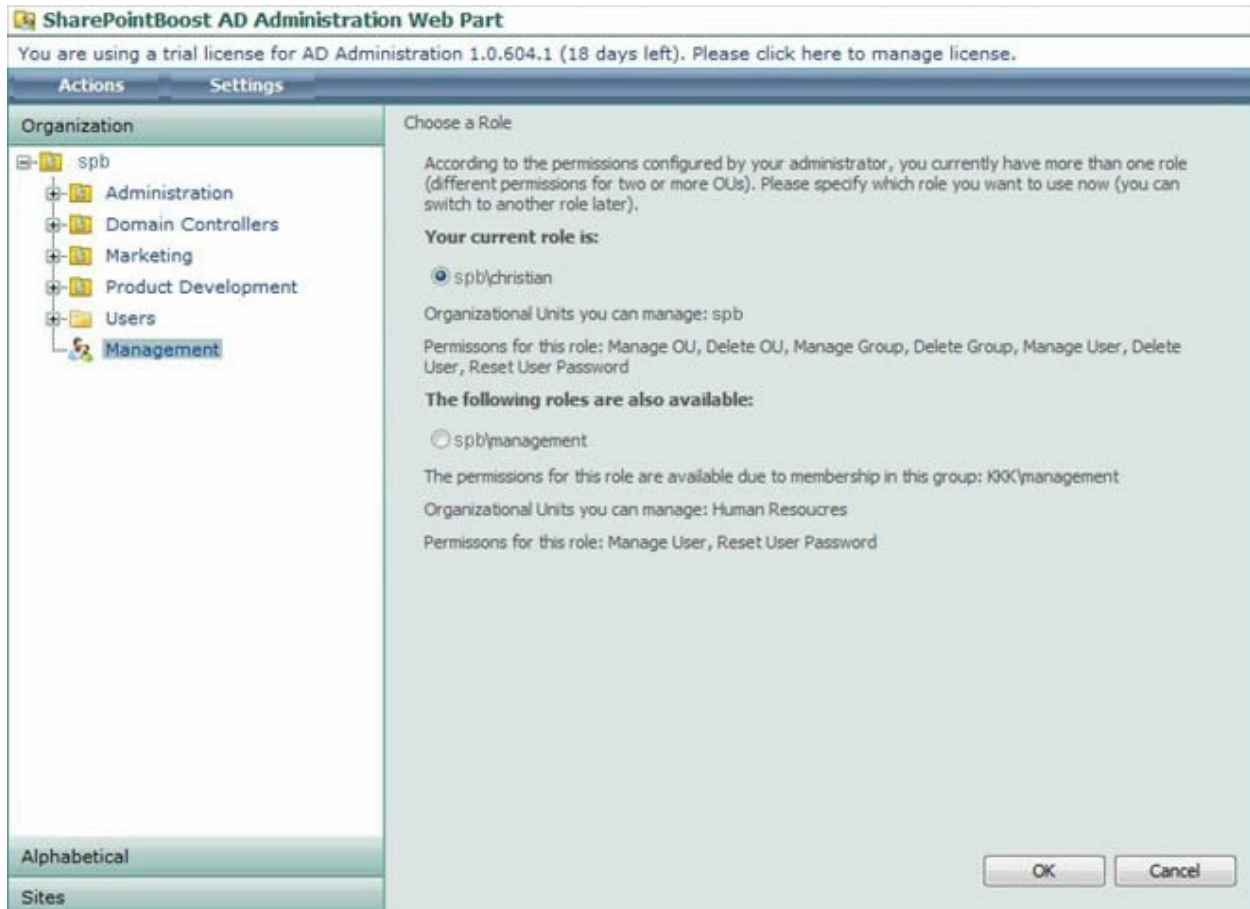 SharePointBoost AD Administration Web Part
You are using a trial license for AD Administration 1.0.604.1 (18 days left). Please click here to manage license.
Actions Settings
Organization
spb
Administration
Domain Controllers
Marketing
Product Development
Users
Management
Alphabetical
Sites
Choose a Role
According to the permissions configured by your administrator, you currently have more than one role
(different permissions for two or more OUs). Please specify which role you want to use now (you can
switch to another role later).
Your current role is:
spb\christian
Organizational Units you can manage: spb
Permissons for this role: Manage OU, Delete OU, Manage Group, Delete Group, Manage User, Delete
User, Reset User Password
The following roles are also available:
spb\management
The permissions for this role are available due to membership in this group: KKK\management
Organizational Units you can manage: Human Resoucres
Permissons for this role: Manage User, Reset User Password
OK Cancel